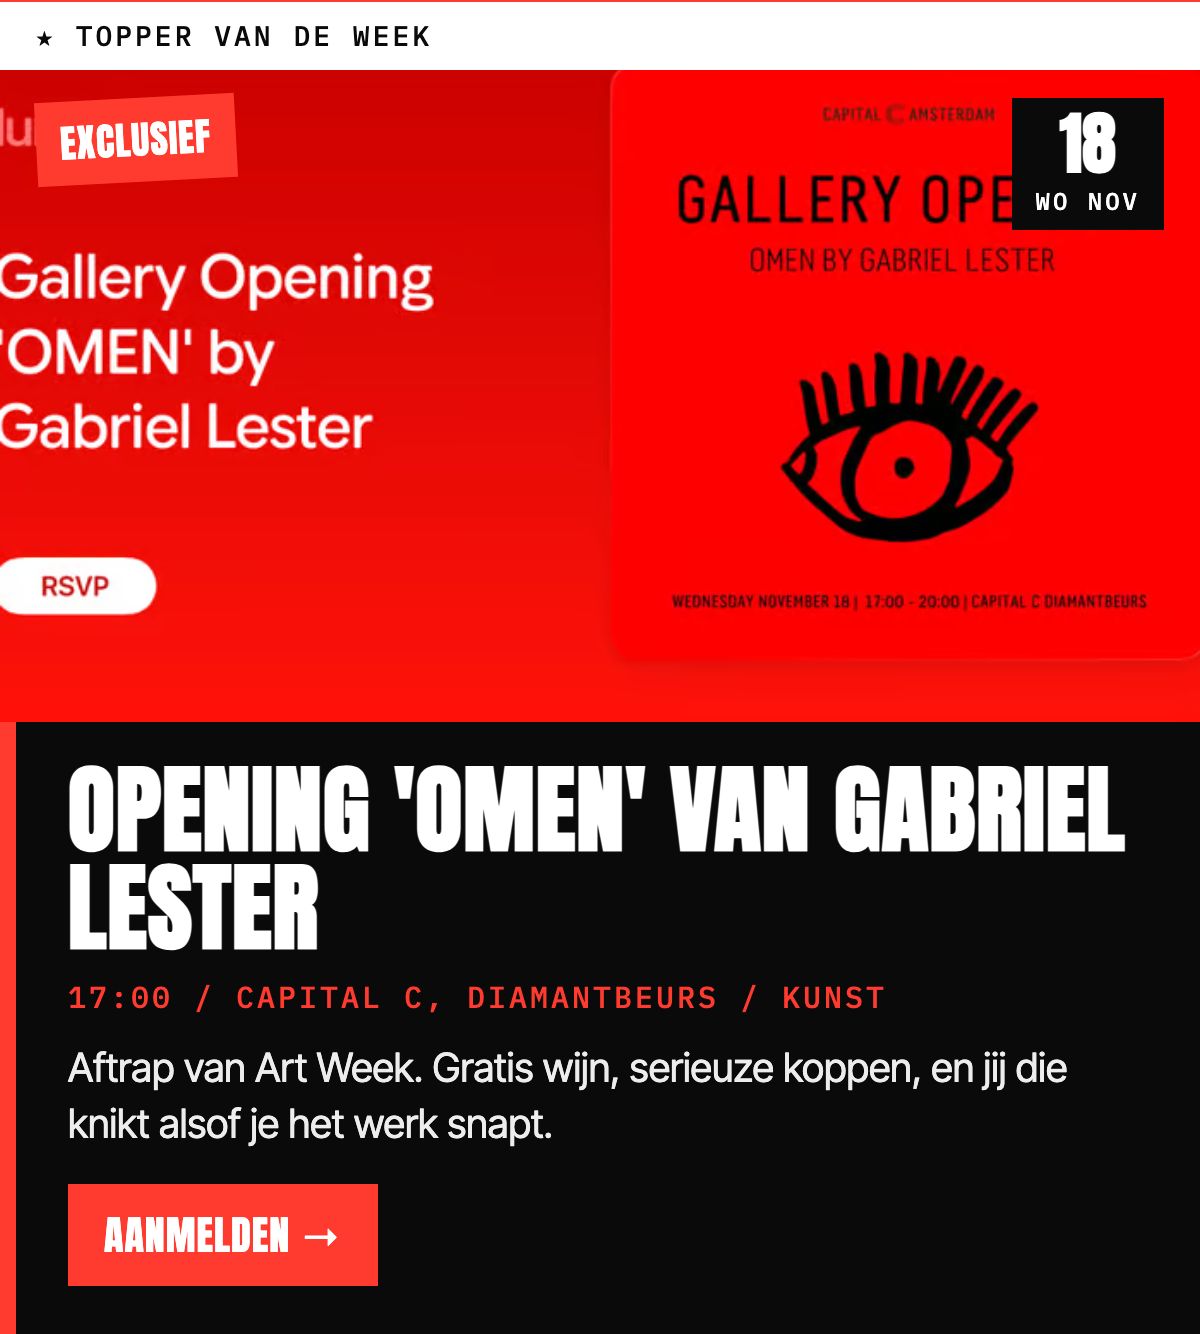 ★ TOPPER VAN DE WEEK
lu
EXCLUSIEF
Gallery Opening
'OMEN' by
Gabriel Lester
RSVP
CAPITAL C AMSTERDAM
18
WO NOV
GALLERY OPE
OMEN BY GABRIEL LESTER
WEDNESDAY NOVEMBER 18 | 17:00 - 20:00 | CAPITAL C DIAMANTBEURS
OPENING 'OMEN' VAN GABRIEL
LESTER
17:00 / CAPITAL C, DIAMANTBEURS / KUNST
Aftrap van Art Week. Gratis wijn, serieuze koppen, en jij die
knikt alsof je het werk snapt.
AANMELDEN →